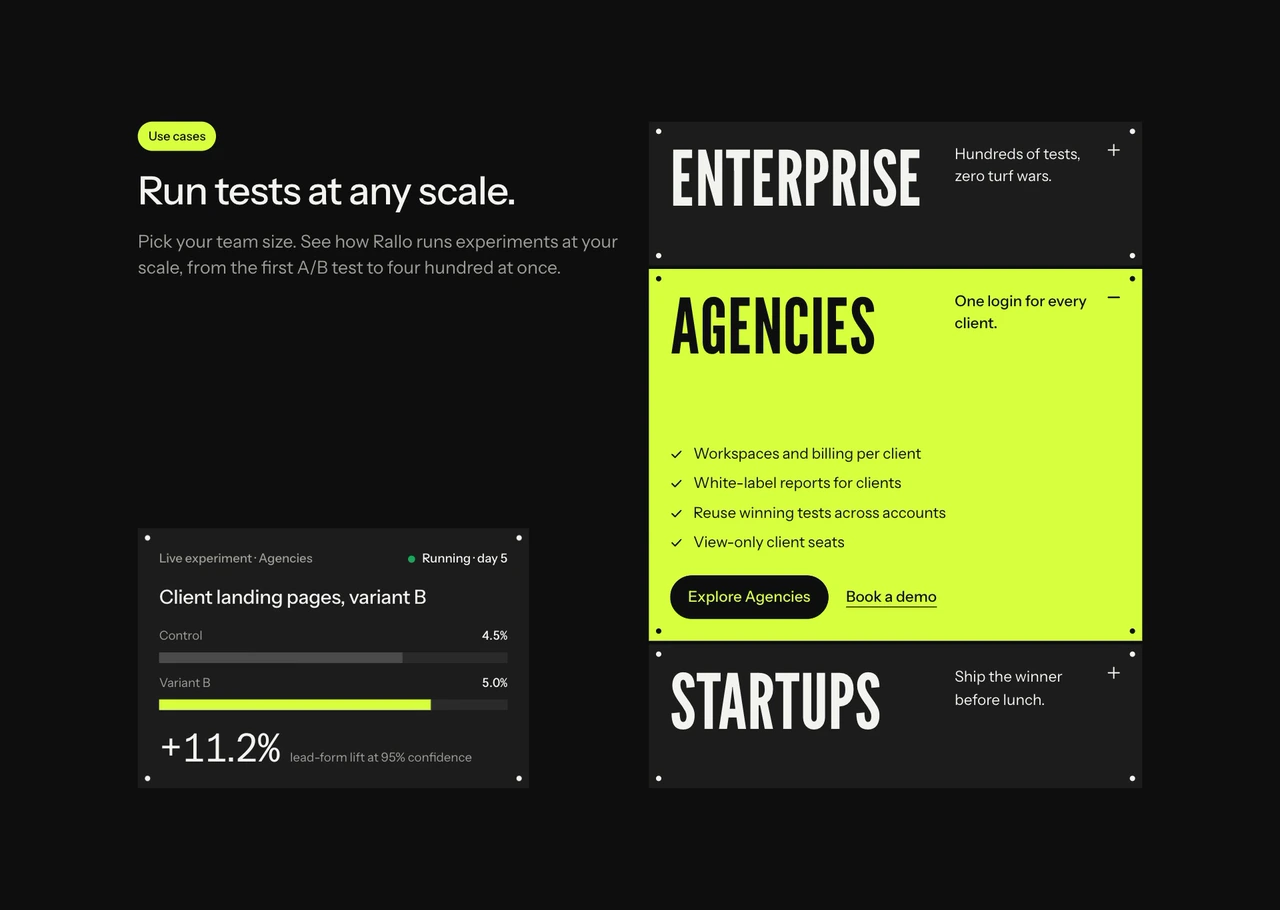 Use cases
Run tests at any scale.
Pick your team size. See how Rallo runs experiments at your
scale, from the first A/B test to four hundred at once.
Live experiment · Agencies
Running · day 5
Client landing pages, variant B
Control
4.5%
Variant B
5.0%
+11.2% lead-form lift at 95% confidence
ENTERPRISE
Hundreds of tests,
zero turf wars.
AGENCIES
One login for every
client.
Workspaces and billing per client
White-label reports for clients
Reuse winning tests across accounts
View-only client seats
Explore Agencies
Book a demo
STARTUPS
Ship the winner
before lunch.